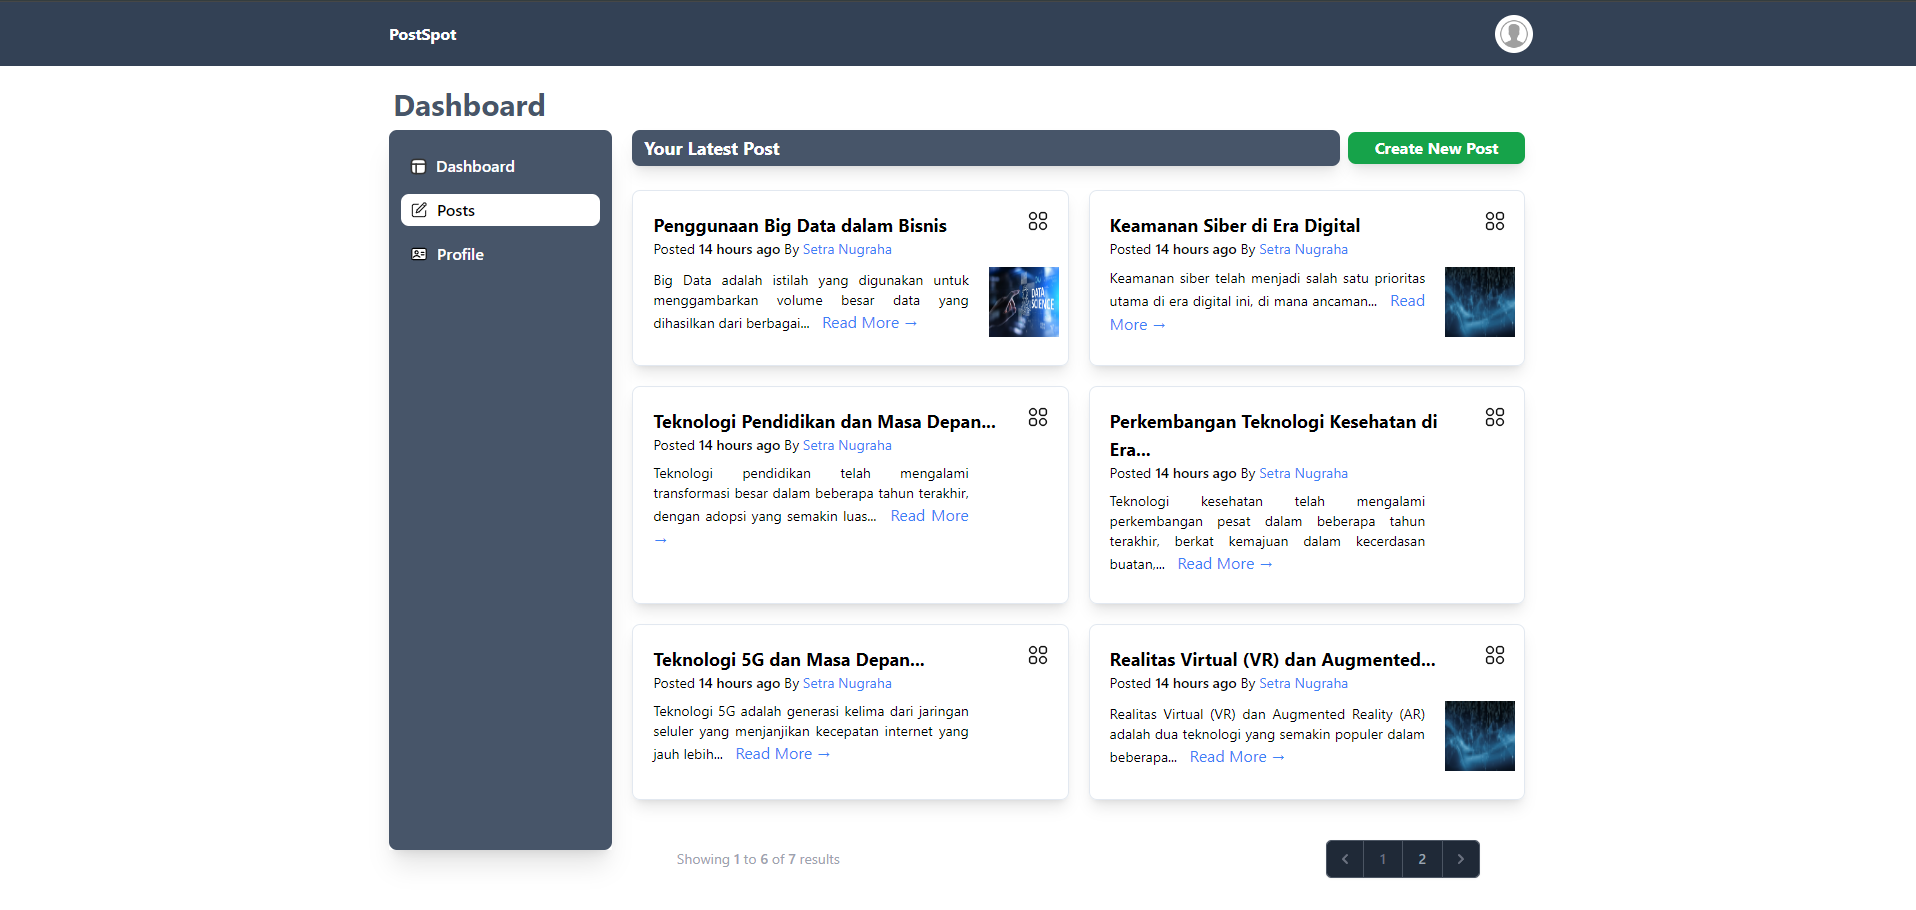 PostSpot
Dashboard
Dashboard
Posts
Profile
Your Latest Post
Create New Post
Penggunaan Big Data dalam Bisnis
Posted 14 hours ago By Setra Nugraha
Big Data adalah istilah yang digunakan untuk
menggambarkan volume besar data yang
dihasilkan dari berbagai... Read More →
DATA
SCIENCE
Keamanan Siber di Era Digital
Posted 14 hours ago By Setra Nugraha
Keamanan siber telah menjadi salah satu prioritas
utama di era digital ini, di mana ancaman... Read
More →
Teknologi Pendidikan dan Masa Depan...
Posted 14 hours ago By Setra Nugraha
Teknologi pendidikan telah mengalami
transformasi besar dalam beberapa tahun terakhir,
dengan adopsi yang semakin luas... Read More
→
Perkembangan Teknologi Kesehatan di
Era...
Posted 14 hours ago By Setra Nugraha
Teknologi kesehatan telah mengalami
perkembangan pesat dalam beberapa tahun
terakhir, berkat kemajuan dalam kecerdasan
buatan,... Read More →
Teknologi 5G dan Masa Depan...
Posted 14 hours ago By Setra Nugraha
Teknologi 5G adalah generasi kelima dari jaringan
seluler yang menjanjikan kecepatan internet yang
jauh lebih... Read More →
Realitas Virtual (VR) dan Augmented...
Posted 14 hours ago By Setra Nugraha
Realitas Virtual (VR) dan Augmented Reality (AR)
adalah dua teknologi yang semakin populer dalam
beberapa... Read More →
Showing 1 to 6 of 7 results
1 2